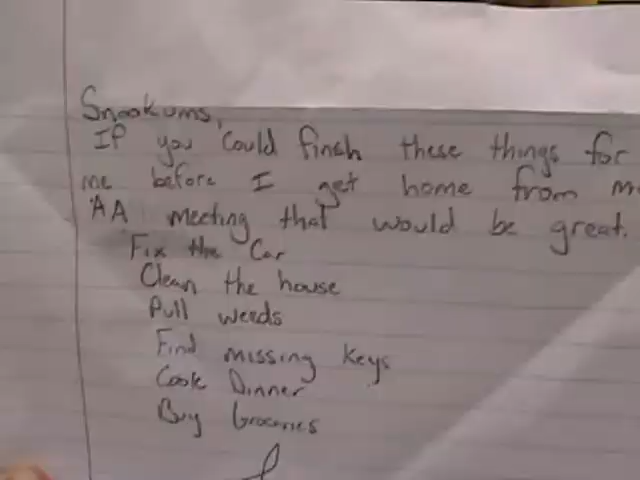 Snookums,
If you could finsh these things for
me before I get home from
AA meeting that would be great.
Fix the Car
Clean the house
Pull weeds
Find missing keys
Cook Dinner
Buy Groceries